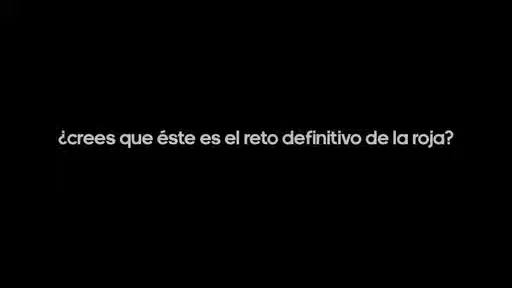 ¿crees que éste es el reto definitivo de la roja?